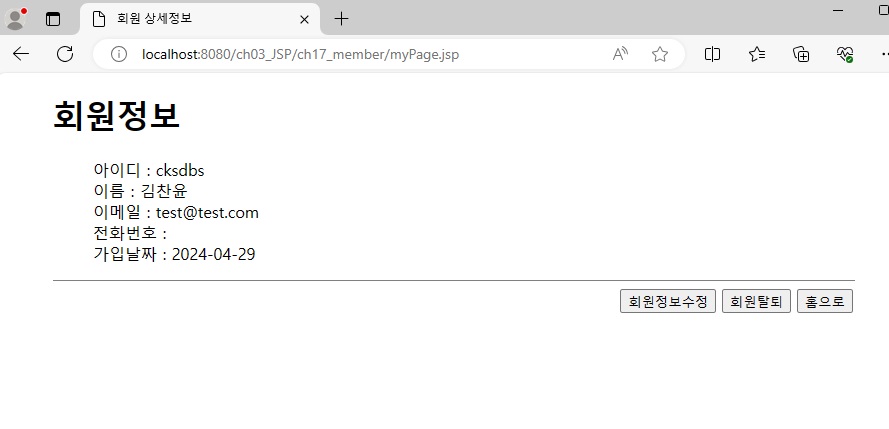 회원 상세정보
localhost:8080/ch03_JSP/ch17_member/myPage.jsp
회원정보
아이디 : cksdbs
이름 : 김찬윤
이메일 : test@test.com
전화번호 :
가입날짜 : 2024-04-29
회원정보수정 회원탈퇴 홈으로